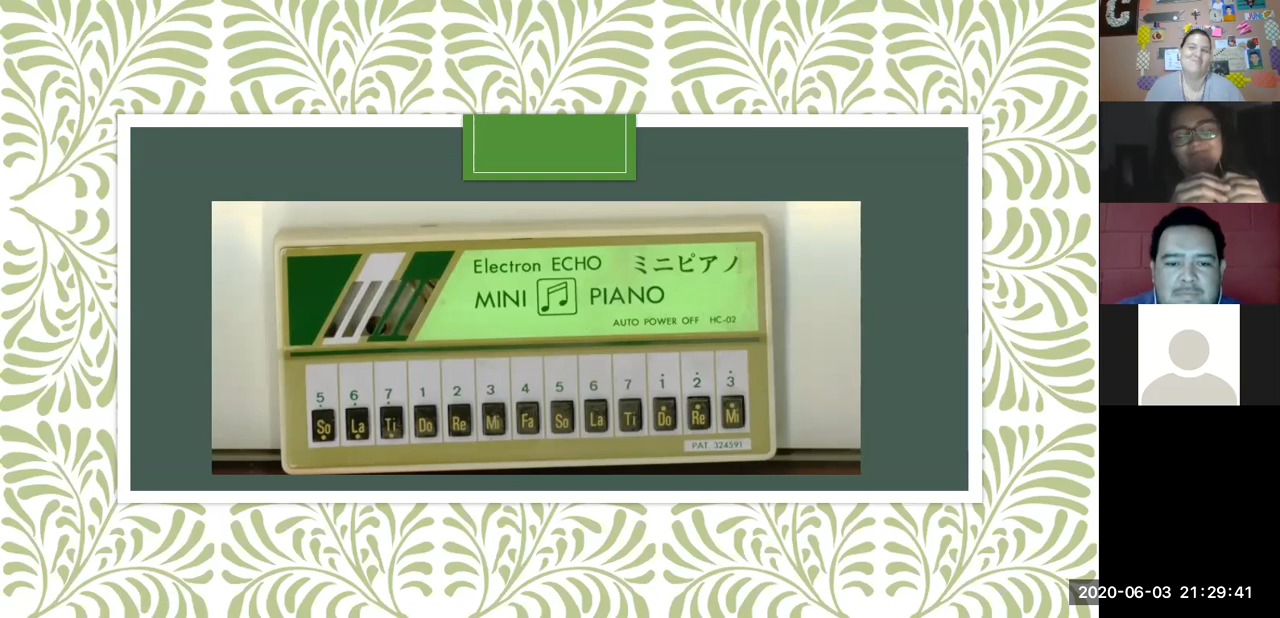 Electron ECHO ミニピアノ
MINI PIANO
AUTO POWER OFF HC-02
5 6 7 1 2 3 4 5 6 7 1 2 3
So La Ti Do Re Mi Fa So La Ti Do Re Mi
PAT. 324591
C
2020-06-03 21:29:41